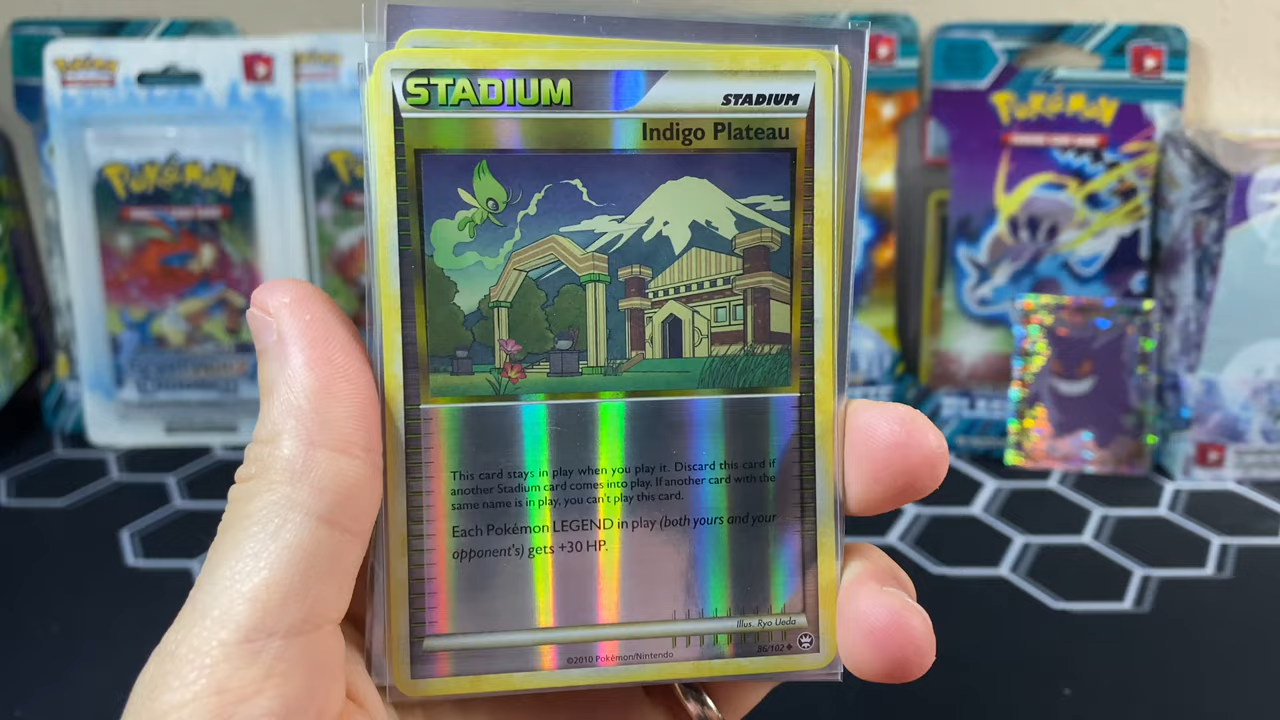 STADIUM
STADIUM
Indigo Plateau
This card stays in play when you play it. Discard this card if
another Stadium card comes into play. If another card with the
same name is in play, you can't play this card.
Each Pokémon LEGEND in play (both yours and your
opponent's) gets +30 HP.
Illus. Ryo Ueda
86/102
©2010 Pokémon/Nintendo
POKÉMON
POKÉMON
POKÉMON